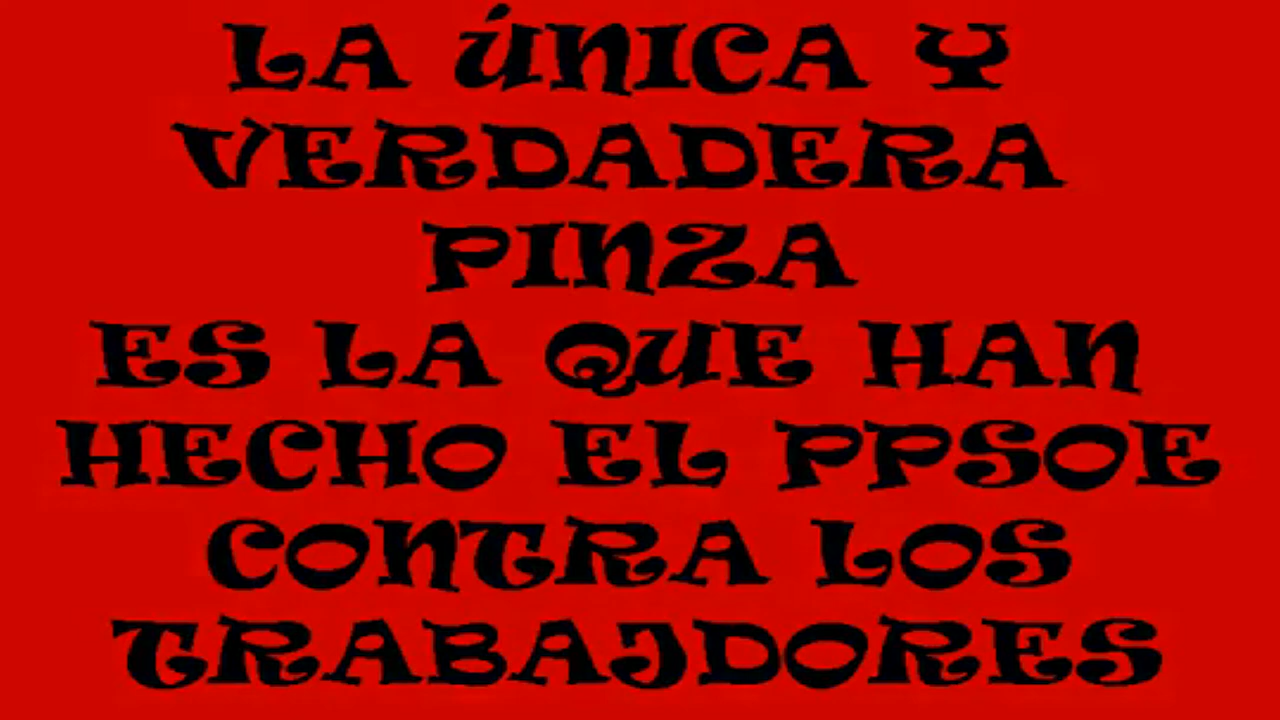 LA ÚNICA Y
VERDADERA
PINZA
ES LA QUE HAN
HECHO EL PPSOE
CONTRA LOS
TRABAJDORES